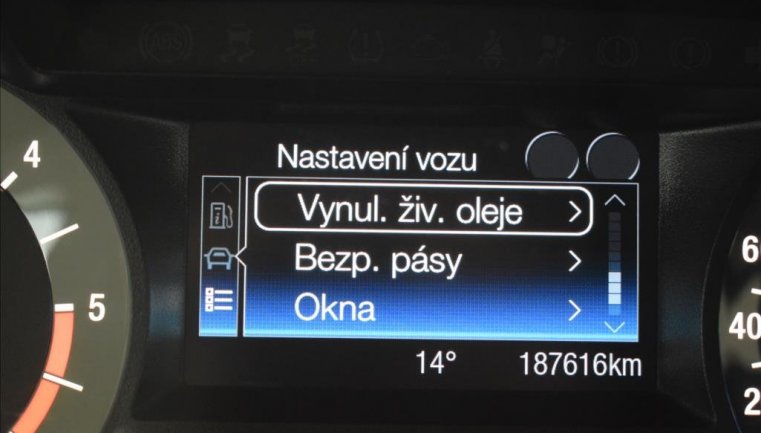 Nastavení vozu
Vynul. živ. oleje
Bezp. pásy
Okna
14° 187616km
4
5
6
40
2